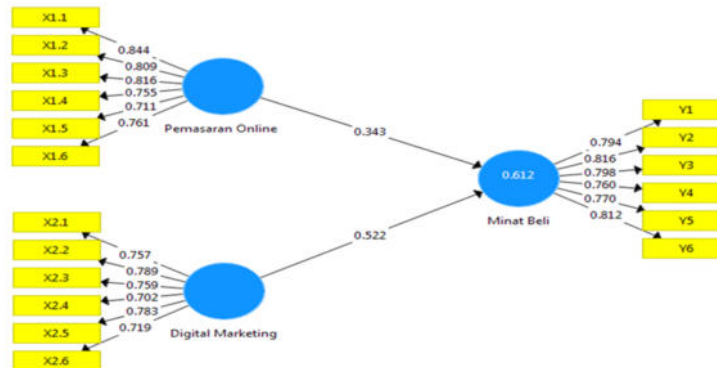 X1.1
X1.2
X1.3
X1.4
X1.5
X1.6
0.844
0.809
0.816
0.755
0.711
0.761
Pemasaran Online
0.343
X2.1
X2.2
X2.3
X2.4
X2.5
X2.6
0.757
0.789
0.759
0.702
0.783
0.719
Digital Marketing
0.522
0.612
Minat Beli
0.794
0.816
0.798
0.760
0.770
0.812
Y1
Y2
Y3
Y4
Y5
Y6